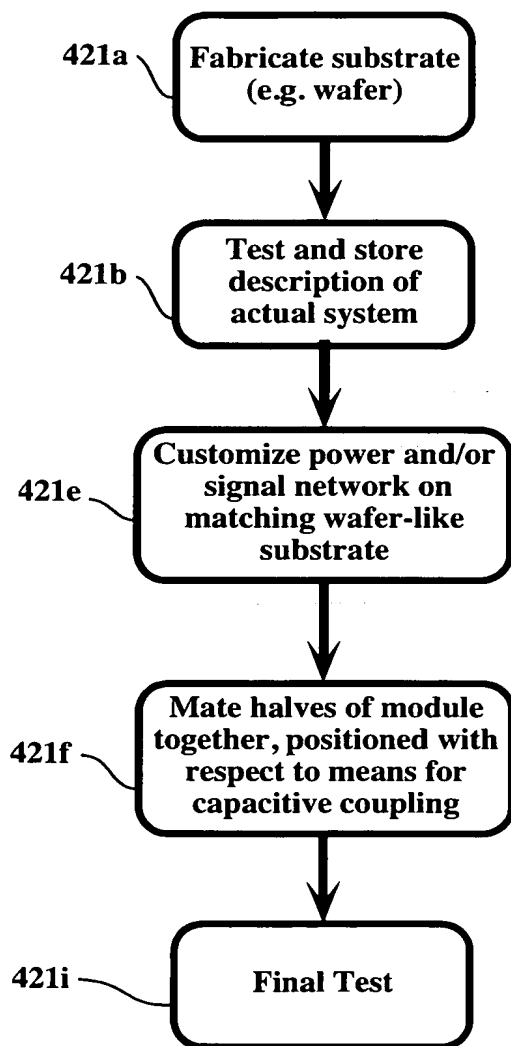 421a
Fabricate substrate
(e.g. wafer)
421b
Test and store
description of
actual system
421e
Customize power and/or
signal network on
matching wafer-like
substrate
421f
Mate halves of module
together, positioned with
respect to means for
capacitive coupling
421i
Final Test